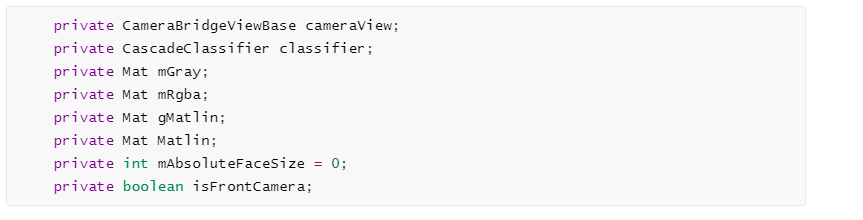 private CameraBridgeViewBase cameraView;
private CascadeClassifier classifier;
private Mat mGray;
private Mat mRgba;
private Mat gMatlin;
private Mat Matlin;
private int mAbsoluteFaceSize = 0;
private boolean isFrontCamera;